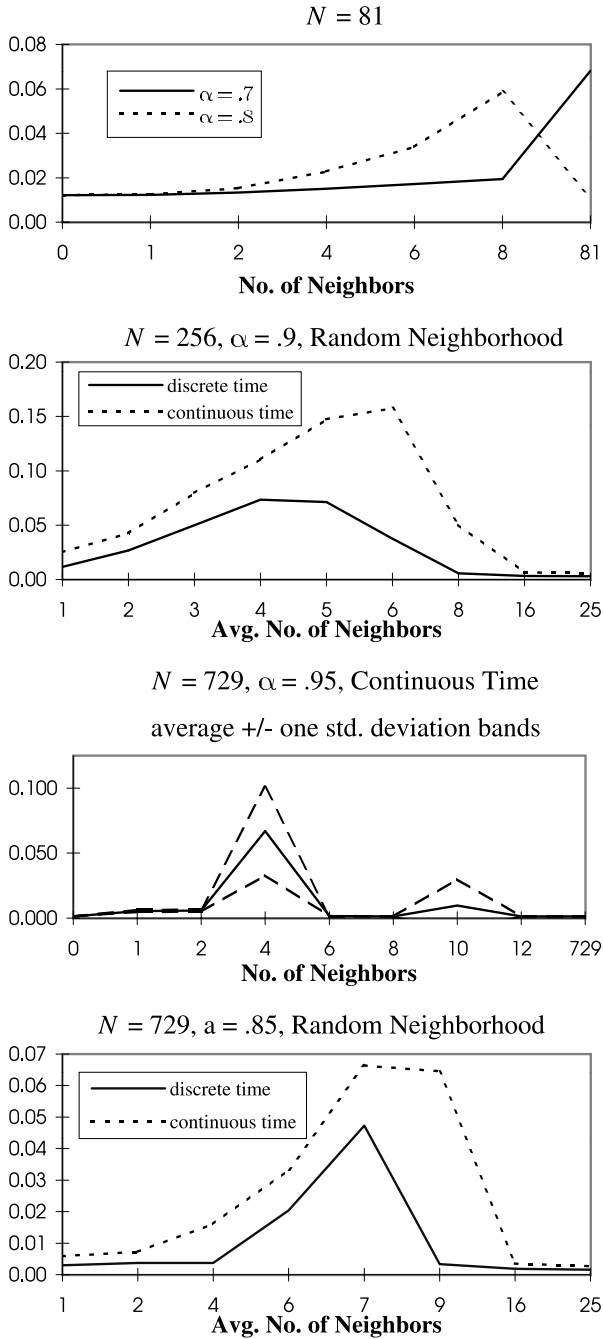 N = 81
0.08
0.06
0.04
0.02
0.00
α = .7
α = .8
0 1 2 4 6 8 81
No. of Neighbors
N = 256, α = .9, Random Neighborhood
0.20
0.15
0.10
0.05
0.00
discrete time
continuous time
1 2 3 4 5 6 8 16 25
Avg. No. of Neighbors
N = 729, α = .95, Continuous Time
average +/- one std. deviation bands
0.100
0.050
0.000
0 1 2 4 6 8 10 12 729
No. of Neighbors
N = 729, a = .85, Random Neighborhood
0.07
0.06
0.05
0.04
0.03
0.02
0.01
0.00
discrete time
continuous time
1 2 4 6 7 9 16 25
Avg. No. of Neighbors